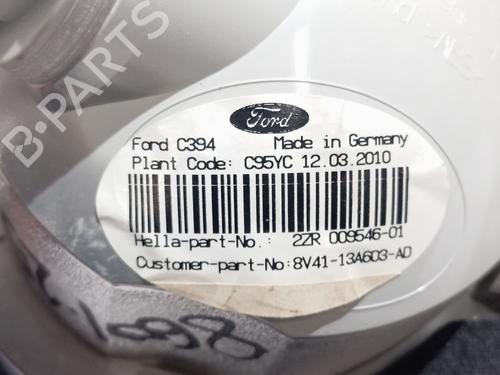 B-PARTS
Ford
Ford C394 Made in Germany
Plant Code: C95YC 12.03.2010
Hella-part-No.: 2ZR 009546-01
Customer-part-No:8V41-13A603-AD